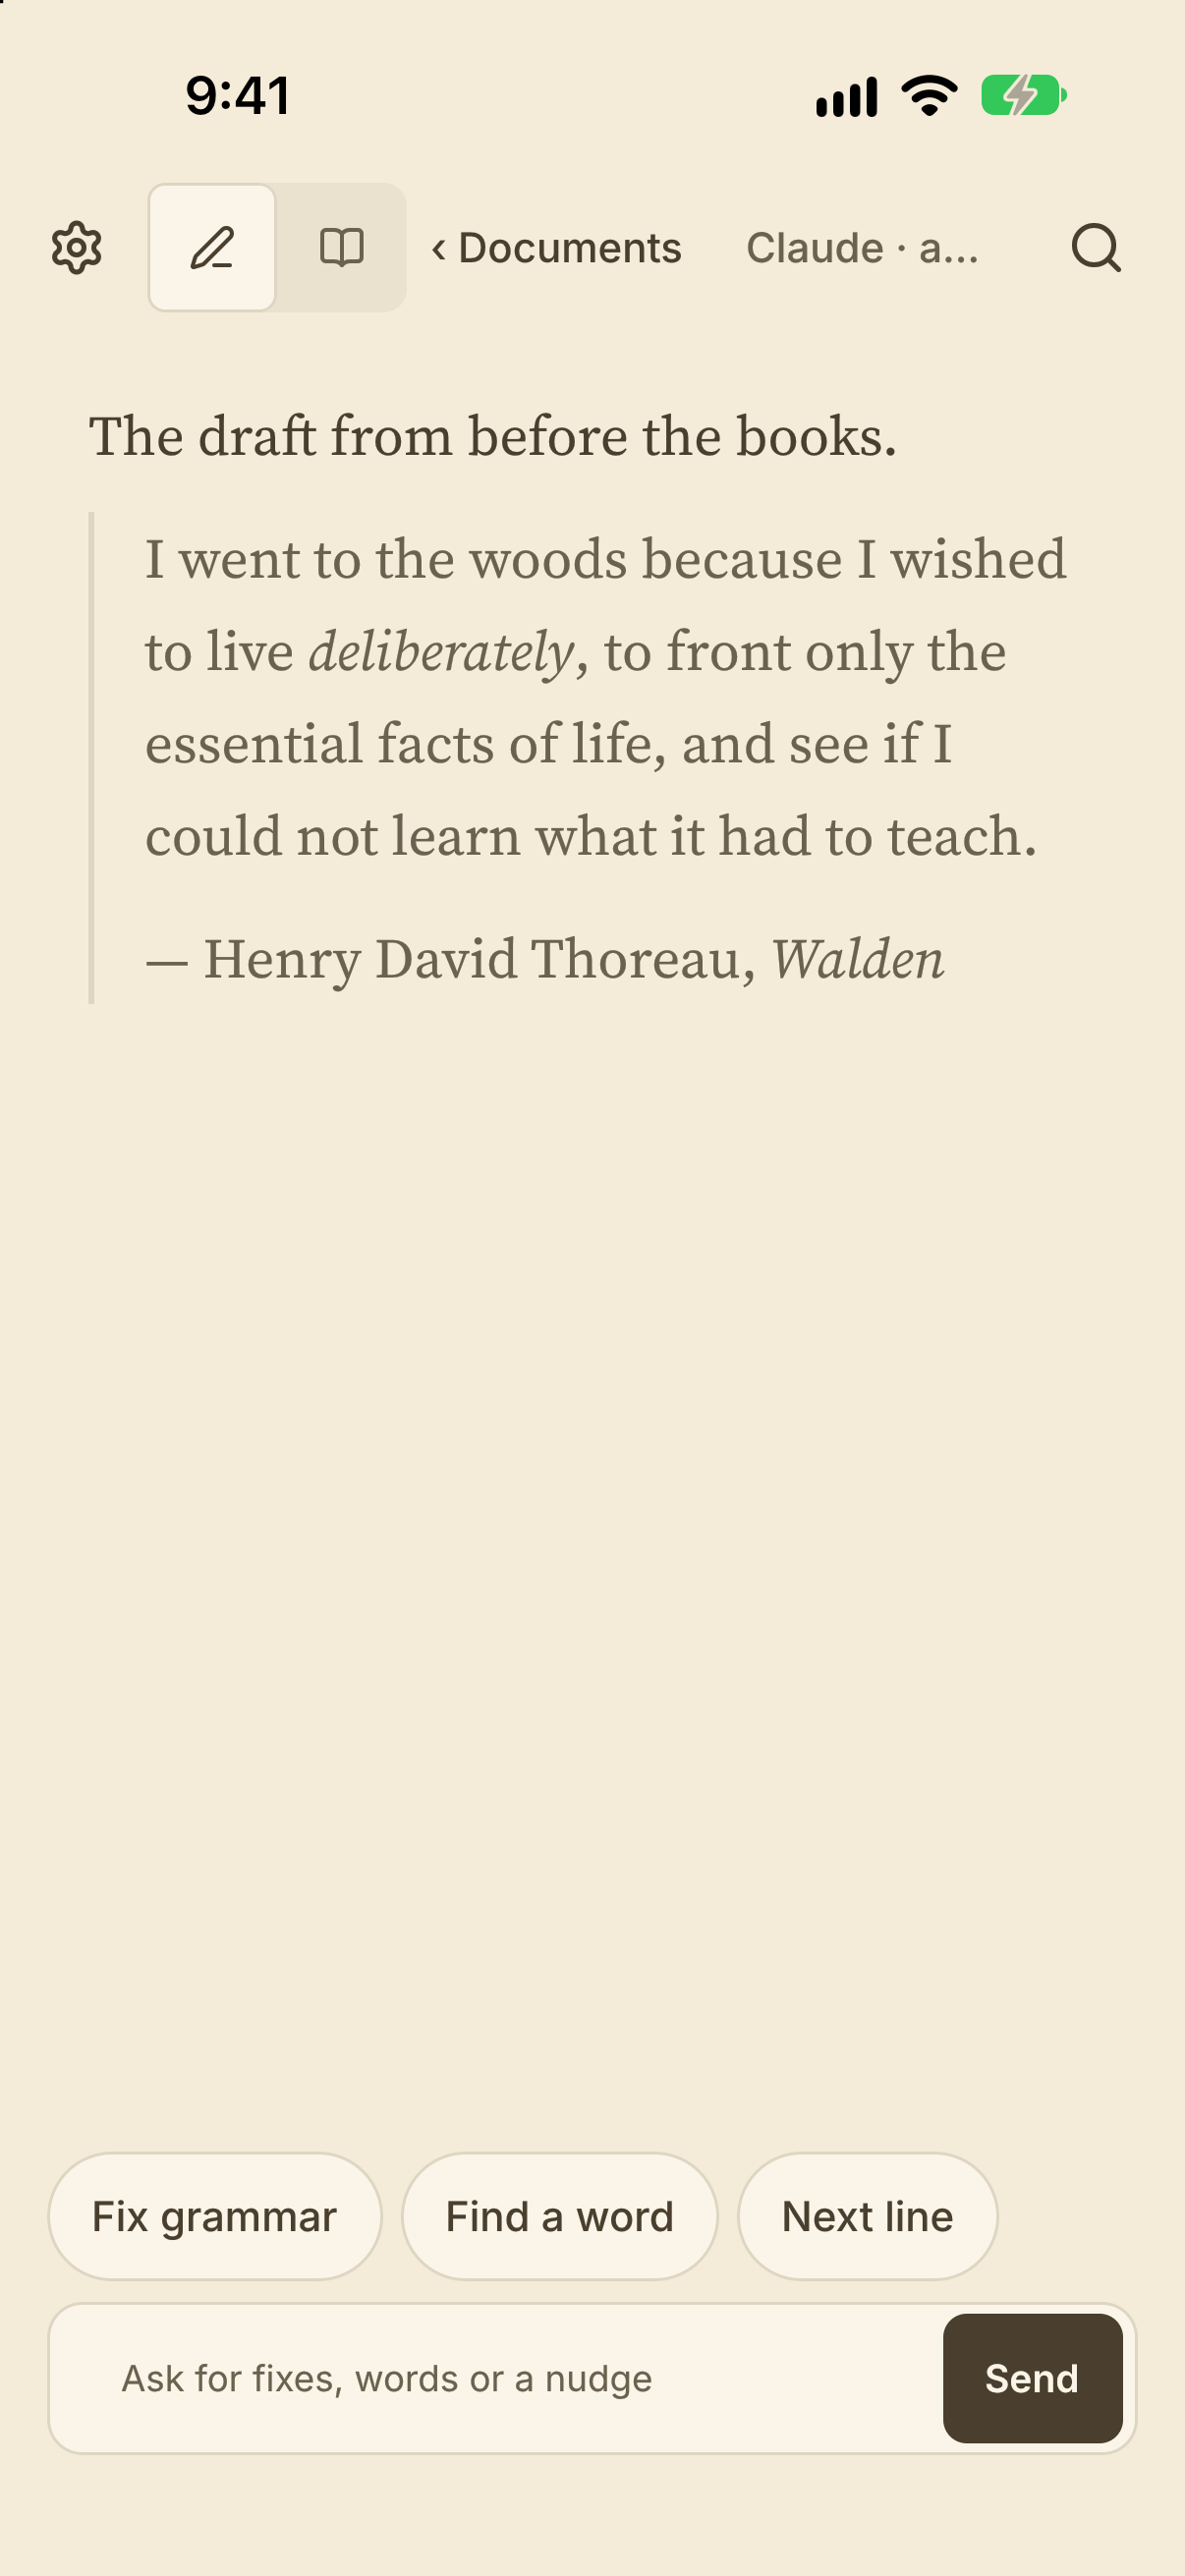 9:41
‹ Documents
Claude · a...
The draft from before the books.
I went to the woods because I wished
to live deliberately, to front only the
essential facts of life, and see if I
could not learn what it had to teach.
— Henry David Thoreau, Walden
Fix grammar
Find a word
Next line
Ask for fixes, words or a nudge
Send